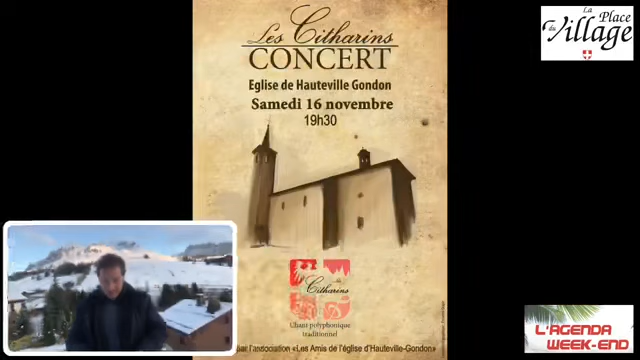 Les Citharins
CONCERT
Eglise de Hauteville Gondon
Samedi 16 novembre
19h30
Citharins
Chant polyphonique
traditionnel
par l'association «Les Amis de l'église d'Hauteville-Gondon»
La Place
du Village
L'AGENDA
WEEK-END